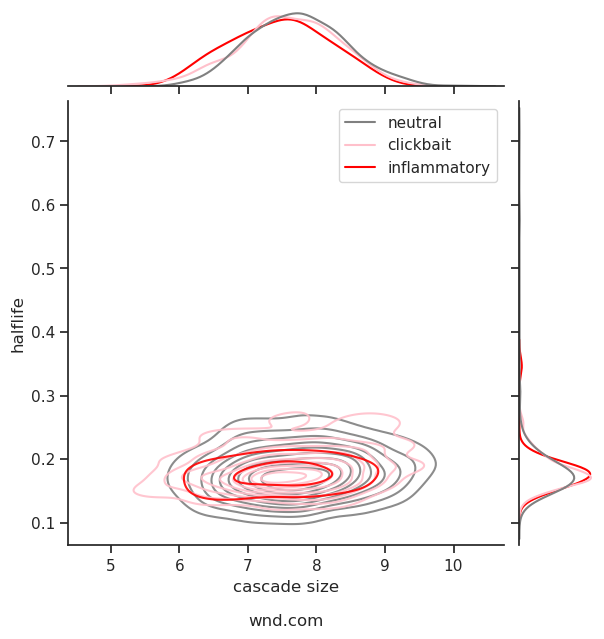 neutral
clickbait
inflammatory
0.7
0.6
0.5
0.4
0.3
0.2
0.1
halflife
5 6 7 8 9 10
cascade size
wnd.com